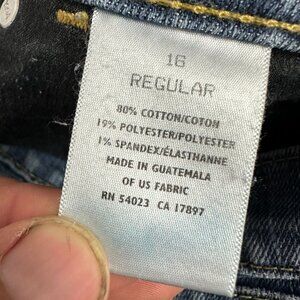 16
REGULAR
80% COTTON/COTON
19% POLYESTER/POLYESTER
1% SPANDEX/ÉLASTHANNE
MADE IN GUATEMALA
OF US FABRIC
RN 54023 CA 17897